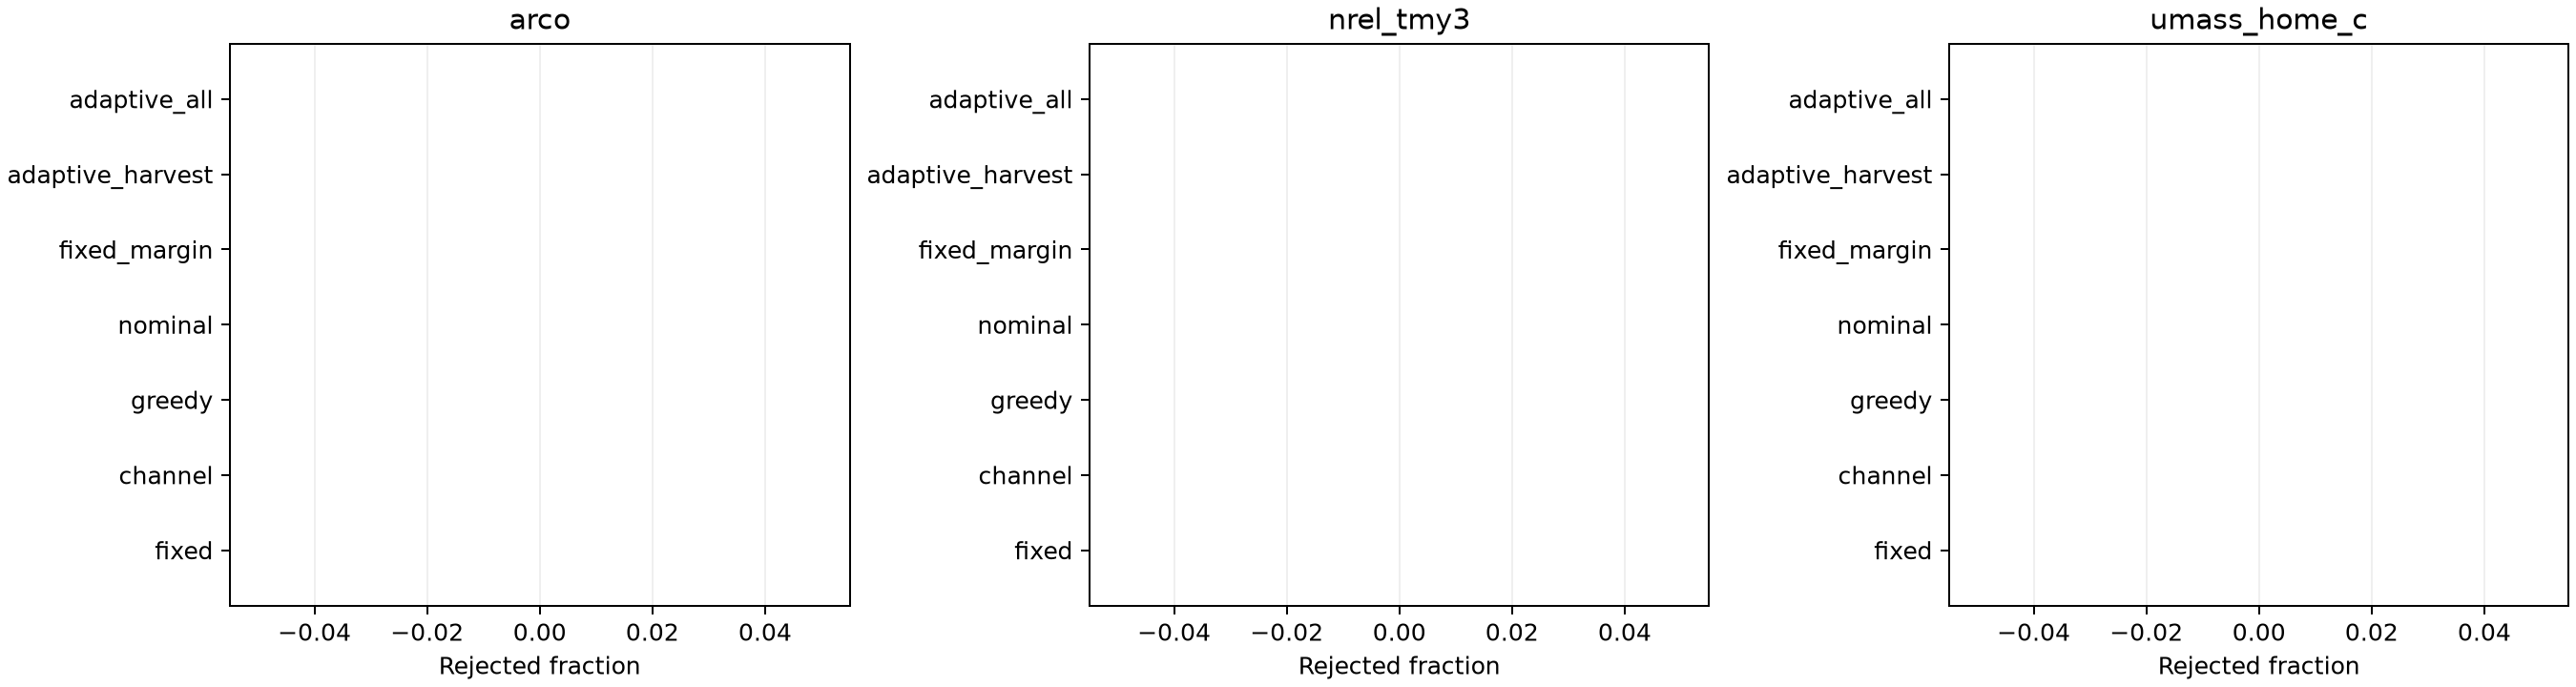 arco
adaptive_all
adaptive_harvest
fixed_margin
nominal
greedy
channel
fixed
−0.04 −0.02 0.00 0.02 0.04
Rejected fraction
nrel_tmy3
adaptive_all
adaptive_harvest
fixed_margin
nominal
greedy
channel
fixed
−0.04 −0.02 0.00 0.02 0.04
Rejected fraction
umass_home_c
adaptive_all
adaptive_harvest
fixed_margin
nominal
greedy
channel
fixed
−0.04 −0.02 0.00 0.02 0.04
Rejected fraction